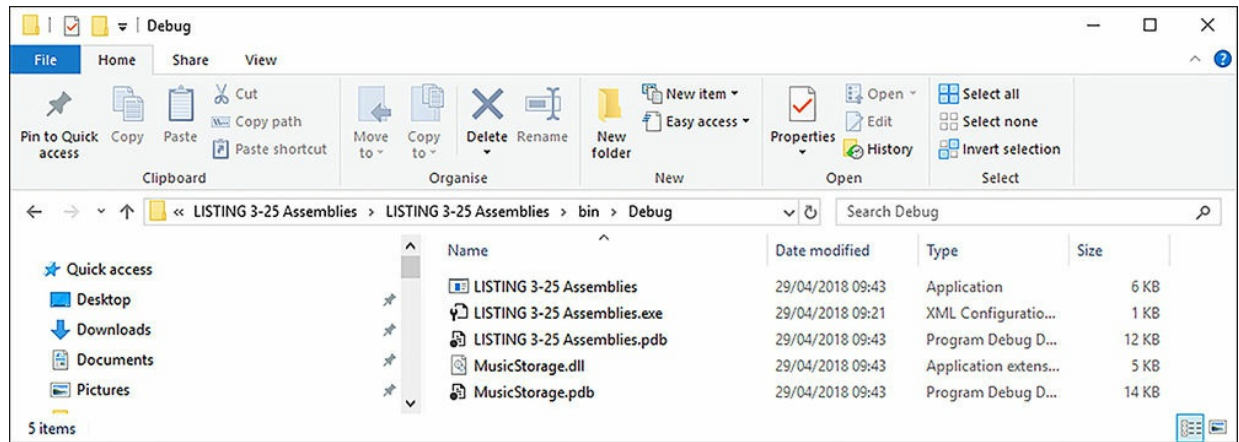 Debug
File Home Share View
Pin to Quick access
Copy
Paste
Cut
Copy path
Paste shortcut
Clipboard
Move to
Copy to
Delete
Rename
Organise
New folder
New item
Easy access
New
Properties
Open
Edit
History
Open
Select all
Select none
Invert selection
Select
« LISTING 3-25 Assemblies > LISTING 3-25 Assemblies > bin > Debug
Search Debug
Quick access
Desktop
Downloads
Documents
Pictures
Name Date modified Type Size
LISTING 3-25 Assemblies 29/04/2018 09:43 Application 6 KB
LISTING 3-25 Assemblies.exe 29/04/2018 09:21 XML Configuratio... 1 KB
LISTING 3-25 Assemblies.pdb 29/04/2018 09:43 Program Debug D... 12 KB
MusicStorage.dll 29/04/2018 09:43 Application extens... 5 KB
MusicStorage.pdb 29/04/2018 09:43 Program Debug D... 14 KB
5 items